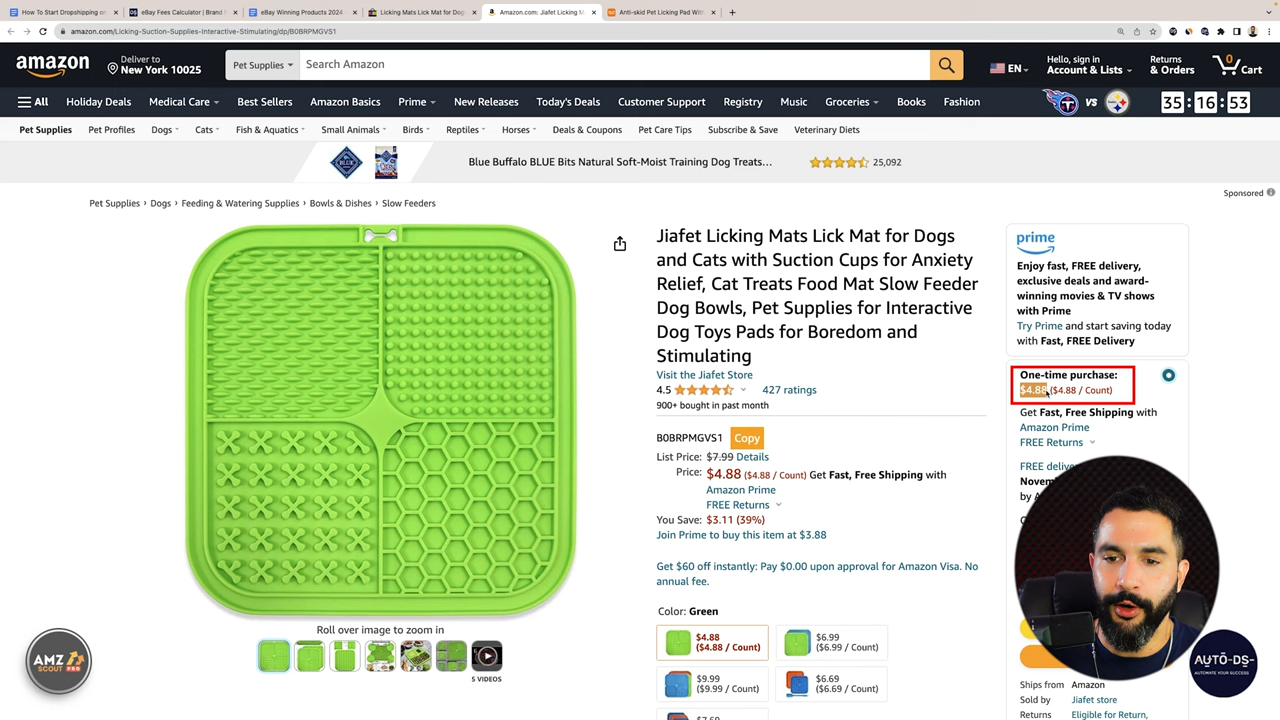 How To Start Dropshipping on
eBay Fees Calculator | Brand
eBay Winning Products 2024
Licking Mats Lick Mat for Dog
Amazon.com: Jiafet Licking M
Anti-skid Pet Licking Pad Wit
amazon.com/Licking-Suction-Supplies-Interactive-Stimulating/dp/B0BRPMGVS1
amazon
Deliver to
New York 10025
Pet Supplies
Search Amazon
EN
Hello, sign in
Account & Lists
Returns
& Orders
0
Cart
All
Holiday Deals
Medical Care
Best Sellers
Amazon Basics
Prime
New Releases
Today's Deals
Customer Support
Registry
Music
Groceries
Books
Fashion
VS
35:16:53
Pet Supplies
Pet Profiles
Dogs
Cats
Fish & Aquatics
Small Animals
Birds
Reptiles
Horses
Deals & Coupons
Pet Care Tips
Subscribe & Save
Veterinary Diets
BLUE
Blue Buffalo BLUE Bits Natural Soft-Moist Training Dog Treats...
25,092
Sponsored
Pet Supplies › Dogs › Feeding & Watering Supplies › Bowls & Dishes › Slow Feeders
Jiafet Licking Mats Lick Mat for Dogs
and Cats with Suction Cups for Anxiety
Relief, Cat Treats Food Mat Slow Feeder
Dog Bowls, Pet Supplies for Interactive
Dog Toys Pads for Boredom and
Stimulating
Visit the Jiafet Store
4.5
427 ratings
900+ bought in past month
B0BRPMGVS1
Copy
List Price: $7.99 Details
Price: $4.88 ($4.88 / Count) Get Fast, Free Shipping with
Amazon Prime
FREE Returns
You Save: $3.11 (39%)
Join Prime to buy this item at $3.88
Get $60 off instantly: Pay $0.00 upon approval for Amazon Visa. No
annual fee.
Color: Green
$4.88
($4.88 / Count)
$6.99
($6.99 / Count)
$9.99
($9.99 / Count)
$6.69
($6.69 / Count)
$7.69
Roll over image to zoom in
5 VIDEOS
prime
Enjoy fast, FREE delivery,
exclusive deals and award-
winning movies & TV shows
with Prime
Try Prime and start saving today
with Fast, FREE Delivery
One-time purchase:
$4.88 ($4.88 / Count)
Get Fast, Free Shipping with
Amazon Prime
FREE Returns
FREE
Ships from Amazon
Sold by Jiafet store
Returns Eligible for Return,
AMZ
SCOUT PRO
AUTO-DS
AUTOMATE YOUR SUCCESS